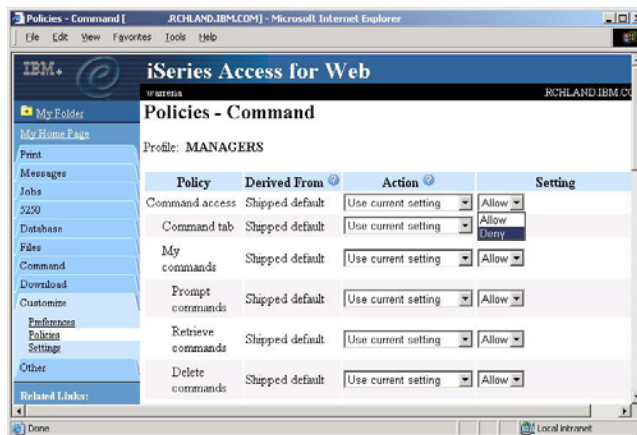 Policies - Command [ .RCHLAND.IBM.COM] - Microsoft Internet Explorer
File Edit View Favorites Tools Help
IBM
iSeries Access for Web
warrena RCHLAND.IBM.CO
My Folder
My Home Page
Print
Messages
Jobs
5250
Database
Files
Command
Download
Customize
Preferences
Policies
Settings
Other
Related Links:
Policies - Command
Profile: MANAGERS
Policy Derived From Action Setting
Command access Shipped default Use current setting Allow
Allow
Deny
Command tab Shipped default Use current setting
My
commands Shipped default Use current setting Allow
Prompt
commands Shipped default Use current setting Allow
Retrieve
commands Shipped default Use current setting Allow
Delete
commands Shipped default Use current setting Allow
Done Local intranet